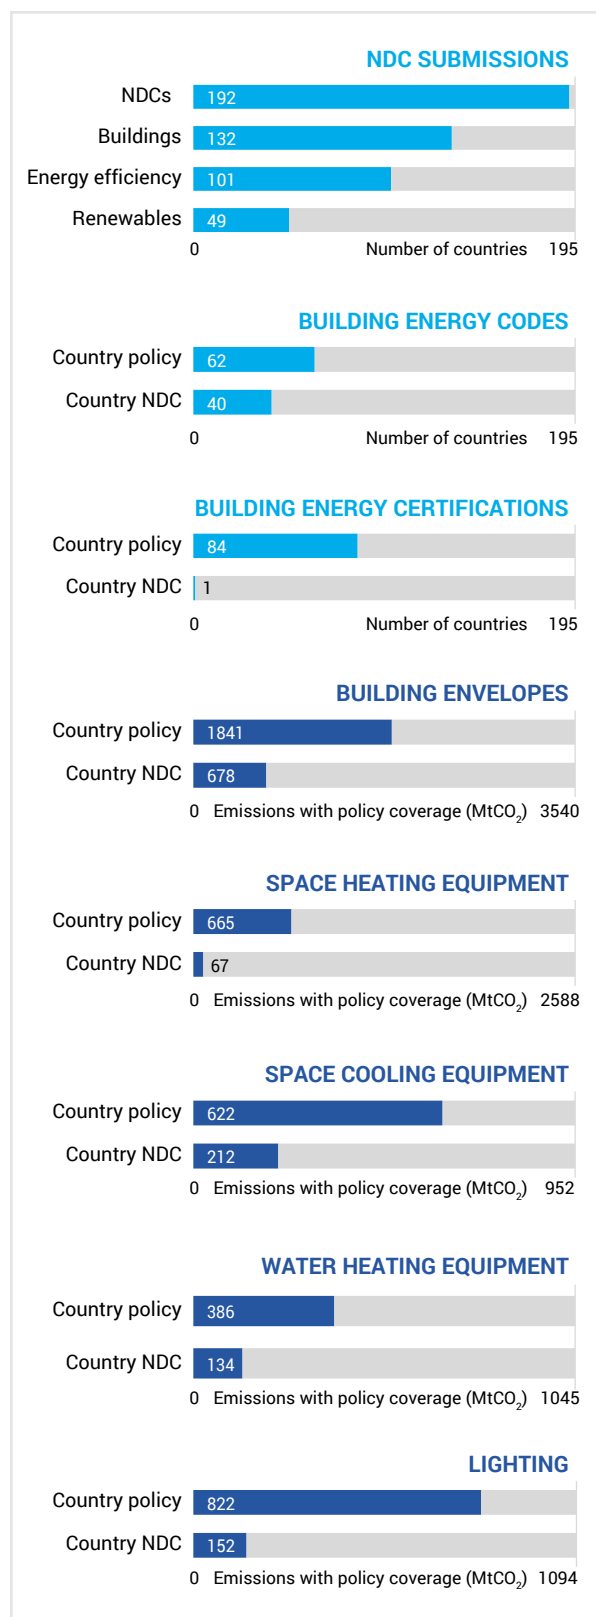 NDC SUBMISSIONS
NDCs 192
Buildings 132
Energy efficiency 101
Renewables 49
0 Number of countries 195
BUILDING ENERGY CODES
Country policy 62
Country NDC 40
0 Number of countries 195
BUILDING ENERGY CERTIFICATIONS
Country policy 84
Country NDC 1
0 Number of countries 195
BUILDING ENVELOPES
Country policy 1841
Country NDC 678
0 Emissions with policy coverage (MtCO₂) 3540
SPACE HEATING EQUIPMENT
Country policy 665
Country NDC 67
0 Emissions with policy coverage (MtCO₂) 2588
SPACE COOLING EQUIPMENT
Country policy 622
Country NDC 212
0 Emissions with policy coverage (MtCO₂) 952
WATER HEATING EQUIPMENT
Country policy 386
Country NDC 134
0 Emissions with policy coverage (MtCO₂) 1045
LIGHTING
Country policy 822
Country NDC 152
0 Emissions with policy coverage (MtCO₂) 1094